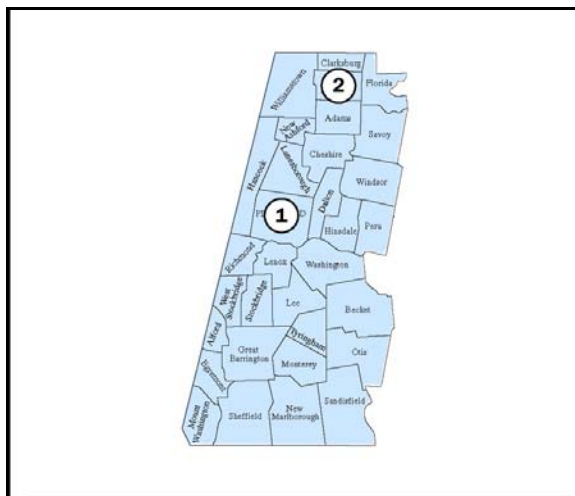 Clarksburg
2
Florida
Williamstown
Adams
New
Ashford
Savoy
Cheshire
Lanesborough
Hancock
Windsor
Dalton
1
Hinsdale
Peru
Richmond
Lenox
Washington
West
Stockbridge
Stockbridge
Lee
Becket
Alford
Tyringham
Great
Barrington
Otis
Monterey
Egremont
Mount
Washington
Sheffield
New
Marlborough
Sandisfield